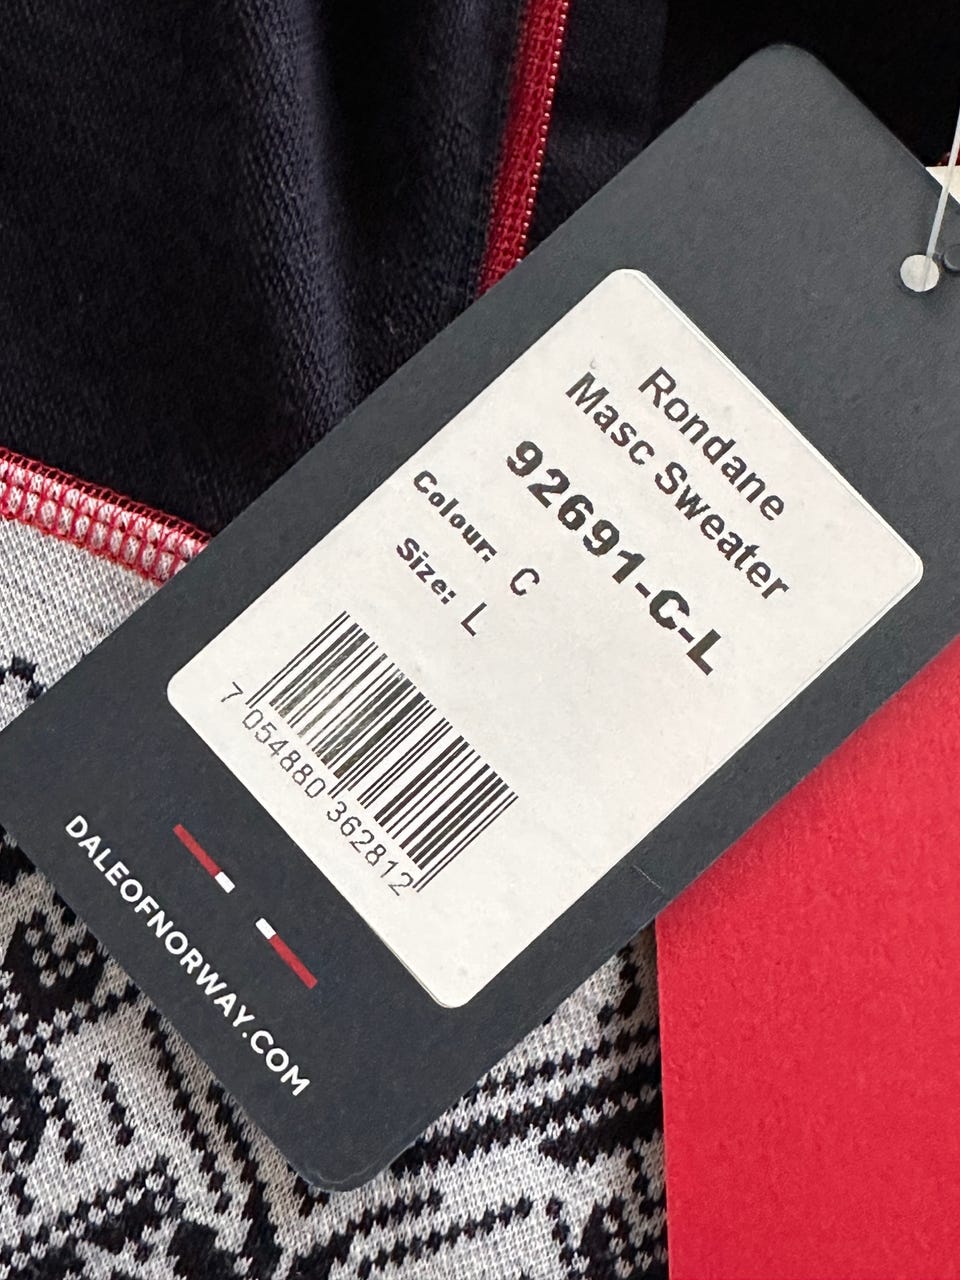 Rondane
Masc Sweater
92691-C-L
Colour: C
Size: L
7 054880 362812
DALEOFNORWAY.COM